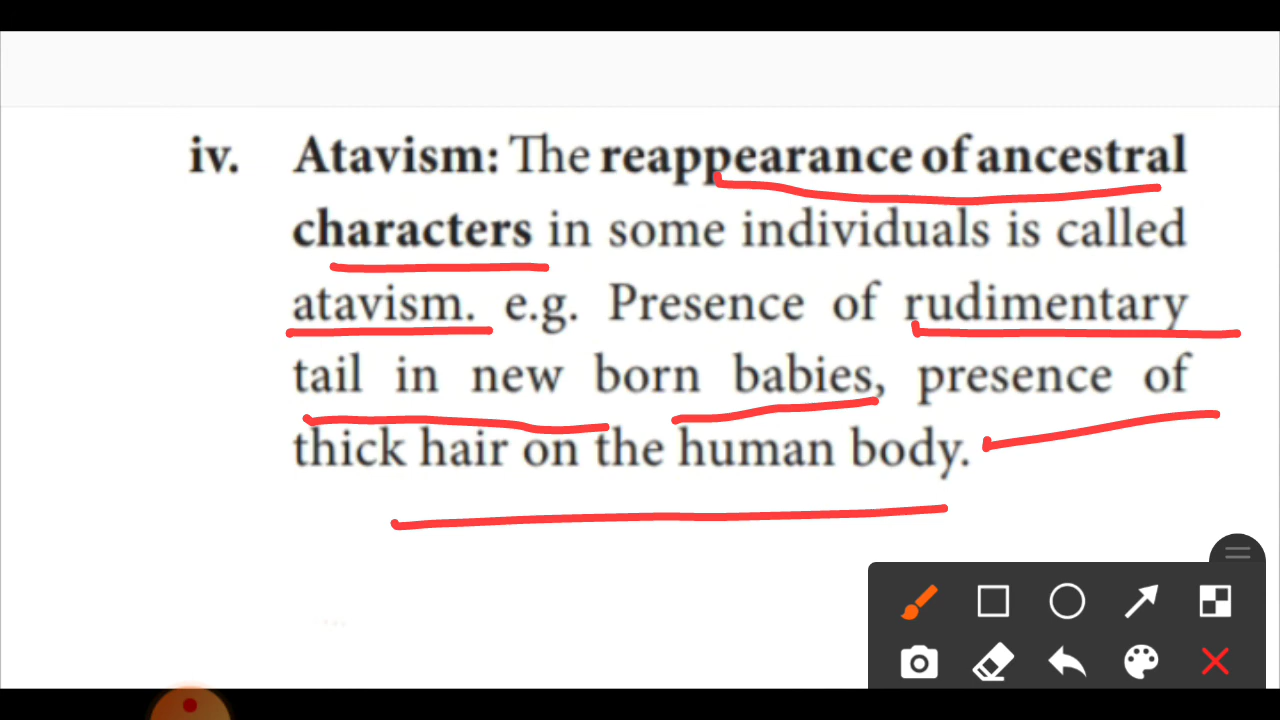 iv. Atavism: The reappearance of ancestral
characters in some individuals is called
atavism. e.g. Presence of rudimentary
tail in new born babies, presence of
thick hair on the human body.